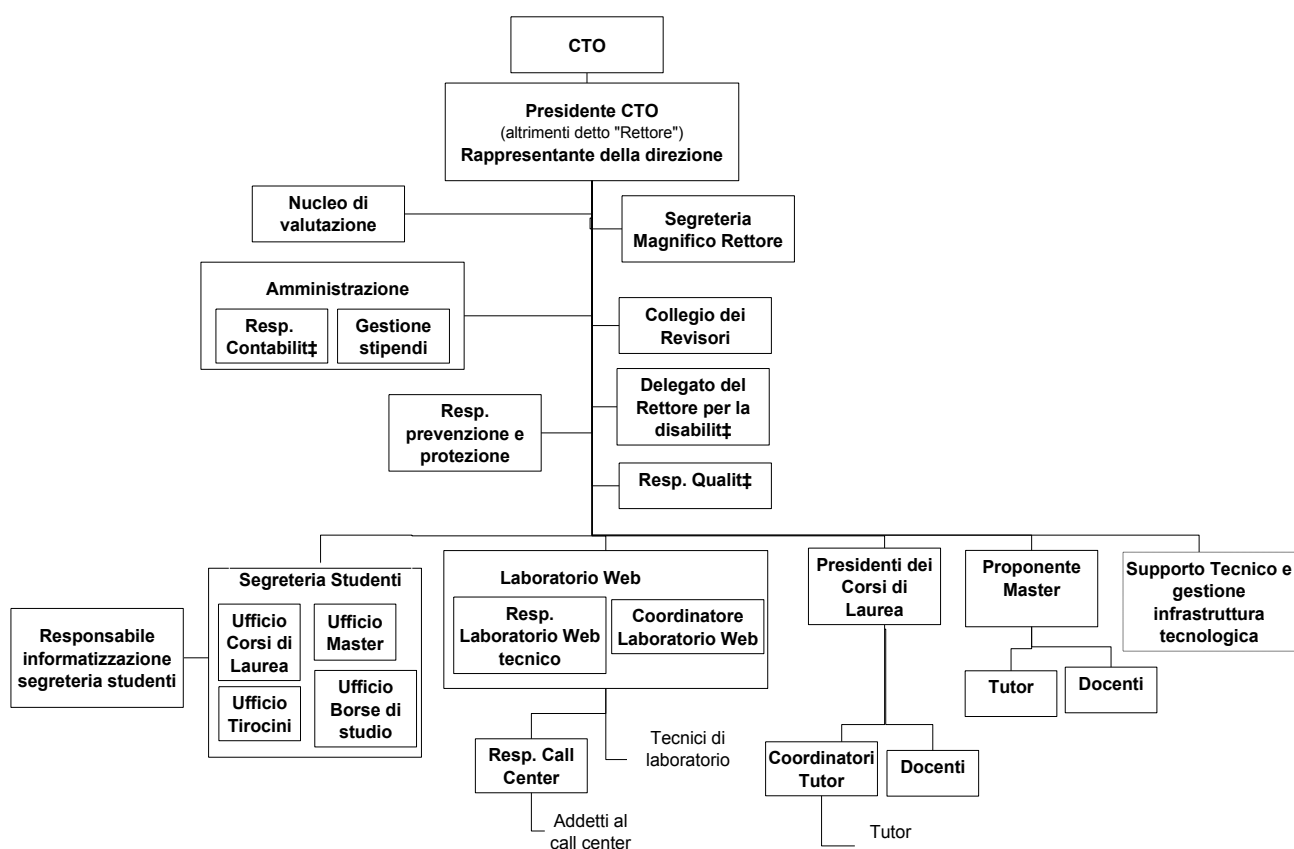 CTO
Presidente CTO
(altrimenti detto "Rettore")
Rappresentante della direzione
Nucleo di
valutazione
Segreteria
Magnifico Rettore
Amministrazione
Resp.
Contabilit‡
Gestione
stipendi
Collegio dei
Revisori
Delegato del
Rettore per la
disabilit‡
Resp.
prevenzione e
protezione
Resp. Qualit‡
Responsabile
informatizzazione
segreteria studenti
Segreteria Studenti
Ufficio
Corsi di
Laurea
Ufficio
Master
Ufficio
Tirocini
Ufficio
Borse di
studio
Laboratorio Web
Resp.
Laboratorio Web
tecnico
Coordinatore
Laboratorio Web
Resp. Call
Center
Tecnici di
laboratorio
Addetti al
call center
Presidenti dei
Corsi di
Laurea
Coordinatori
Tutor
Docenti
Tutor
Proponente
Master
Tutor
Docenti
Supporto Tecnico e
gestione
infrastruttura
tecnologica